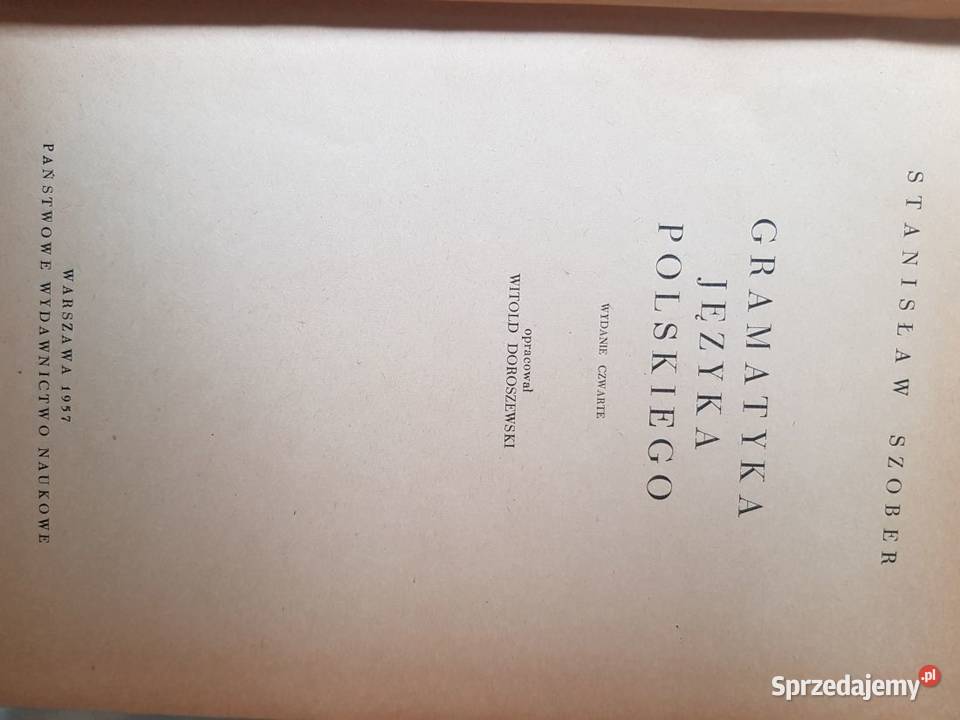 STANISŁAW SZOBER
GRAMATYKA
JĘZYKA
POLSKIEGO
WYDANIE CZWARTE
opracował
WITOLD DOROSZEWSKI
WARSZAWA 1957
PAŃSTWOWE WYDAWNICTWO NAUKOWE
Sprzedajemy.pl